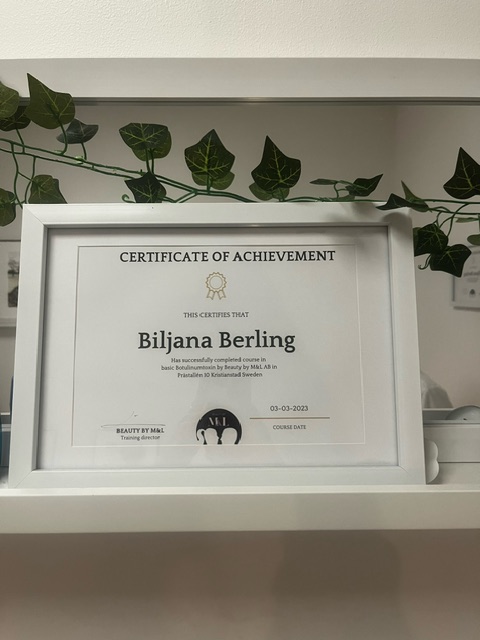 CERTIFICATE OF ACHIEVEMENT
THIS CERTIFIES THAT
Biljana Berling
Has successfully completed course in
basic Botulinumtoxin by Beauty by M&L AB in
Prästallén 10 Kristianstad Sweden
03-03-2023
COURSE DATE
BEAUTY BY M&L
Training director
M&L